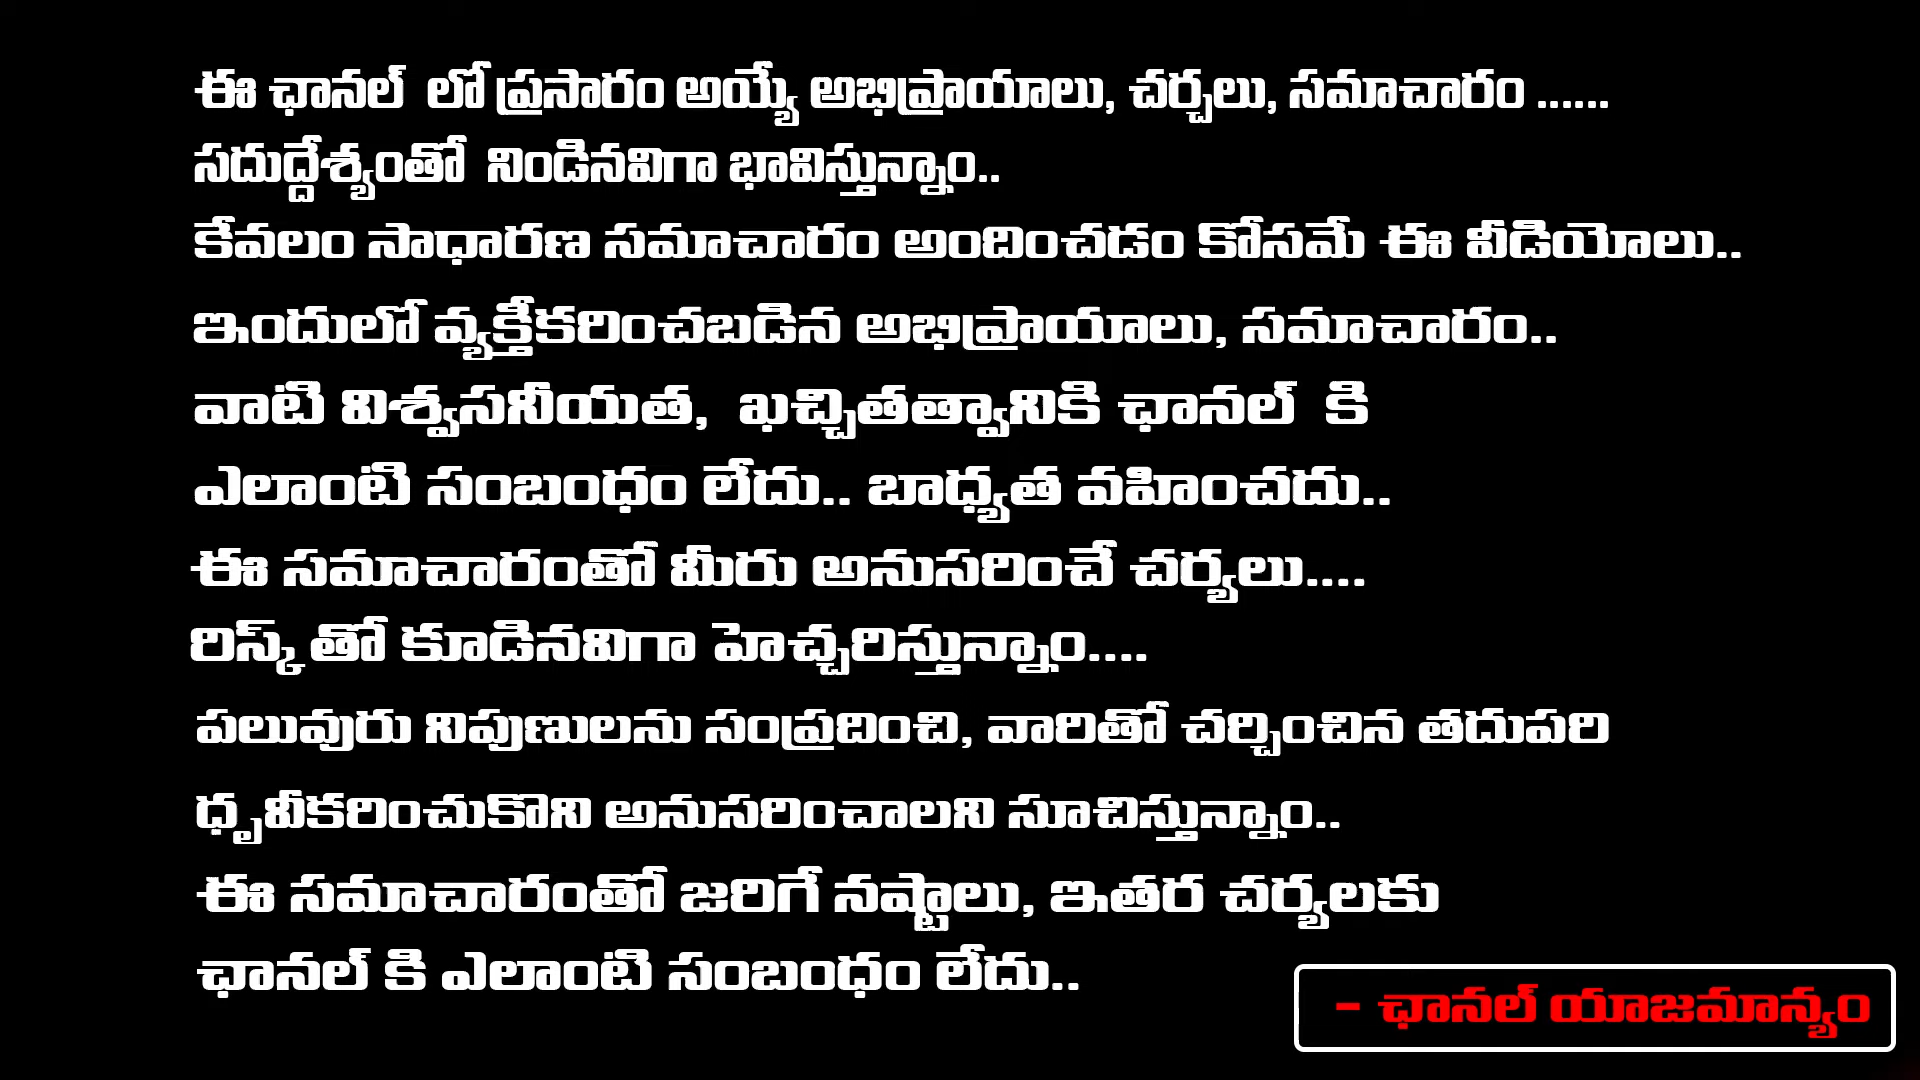 ఈ ఛానల్ లో ప్రసారం అయ్యే అభిప్రాయాలు, చర్చలు, సమాచారం ......
సదుద్దేశ్యంతో నిండినవిగా భావిస్తున్నాం..
కేవలం సాధారణ సమాచారం అందించడం కోసమే ఈ వీడియోలు..
ఇందులో వ్యక్తీకరించబడిన అభిప్రాయాలు, సమాచారం..
వాటి విశ్వసనీయత, ఖచ్చితత్వానికి ఛానల్ కి
ఎలాంటి సంబంధం లేదు.. బాధ్యత వహించదు..
ఈ సమాచారంతో మీరు అనుసరించే చర్యలు....
రిస్క్ తో కూడినవిగా హెచ్చరిస్తున్నాం....
పలువురు నిపుణులను సంప్రదించి, వారితో చర్చించిన తదుపరి
ధృవీకరించుకొని అనుసరించాలని సూచిస్తున్నాం..
ఈ సమాచారంతో జరిగే నష్టాలు, ఇతర చర్యలకు
ఛానల్ కి ఎలాంటి సంబంధం లేదు..
- ఛానల్ యాజమాన్యం